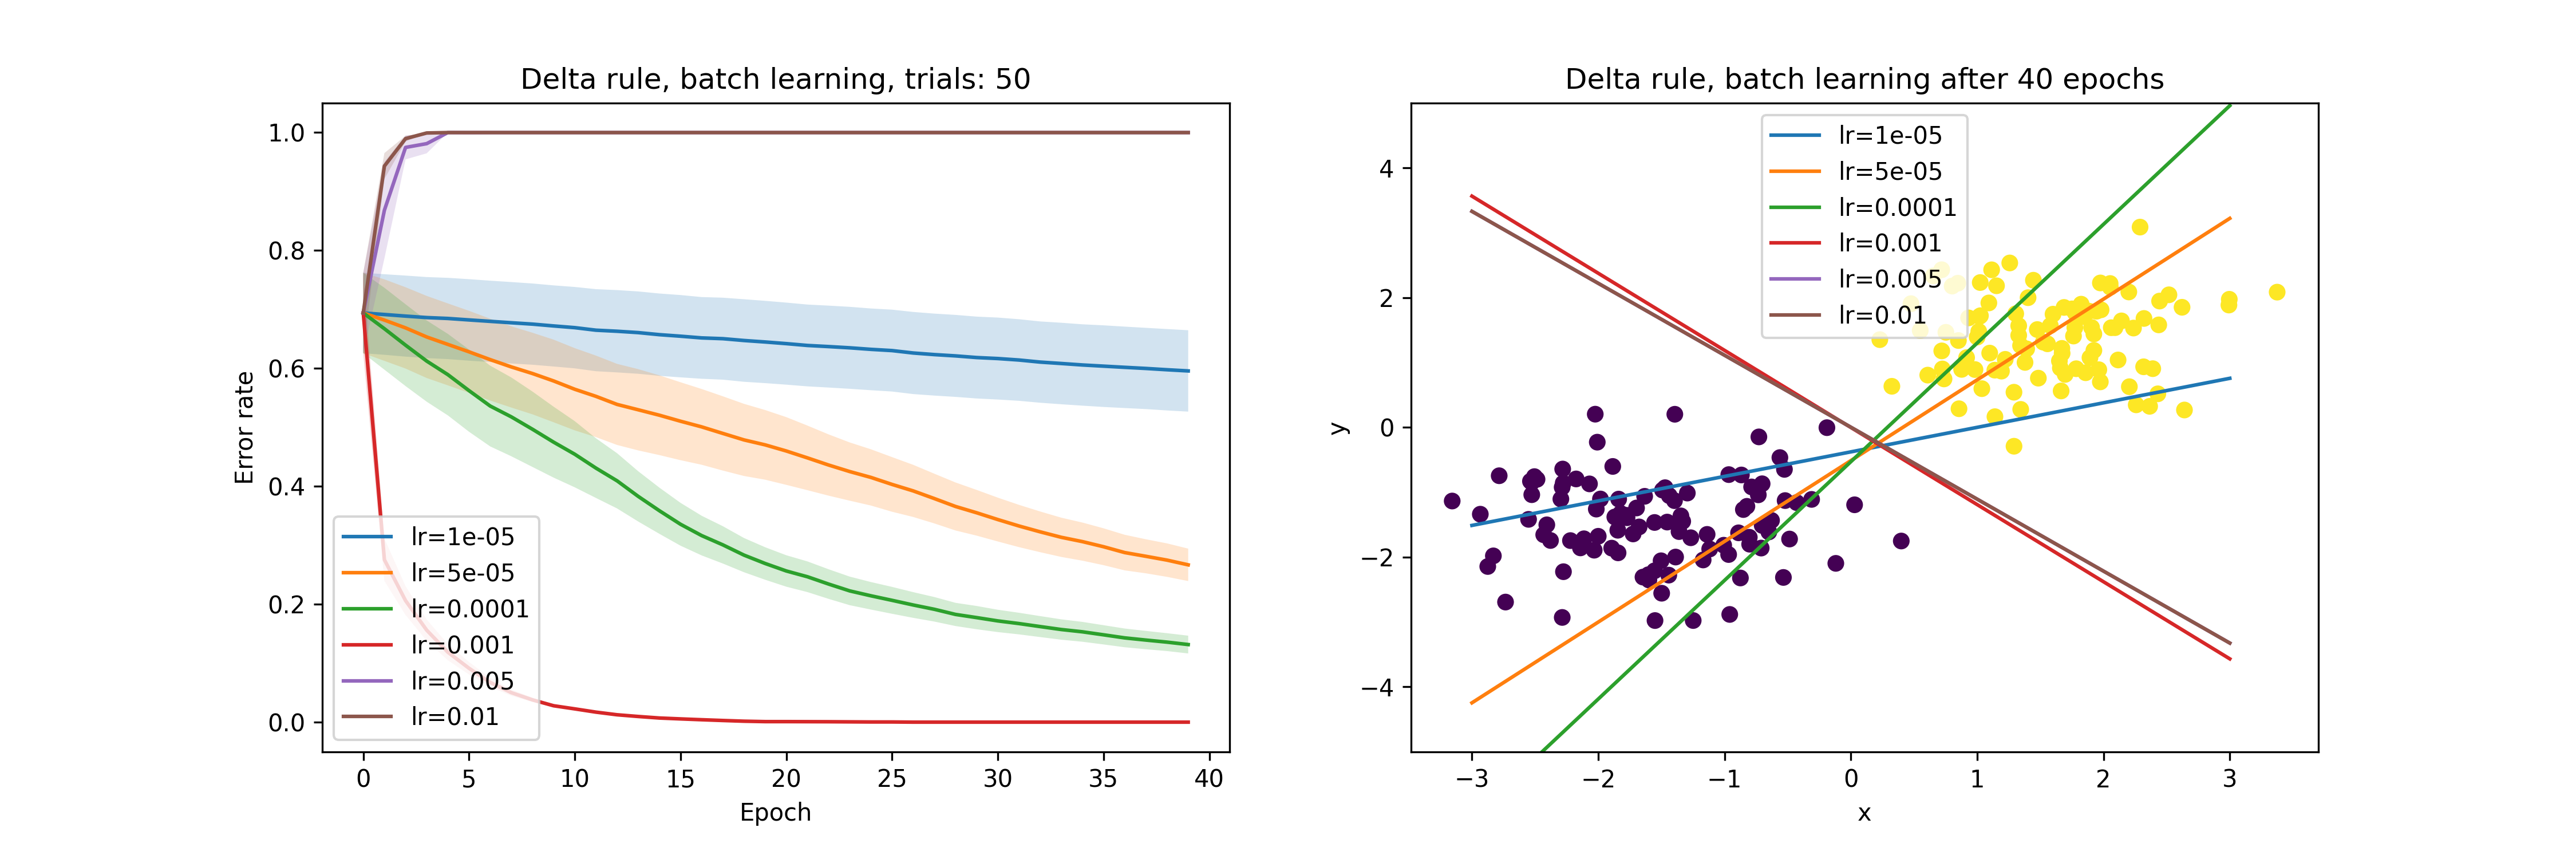 Delta rule, batch learning, trials: 50
1.0
0.8
0.6
0.4
0.2
0.0
Error rate
lr=1e-05
lr=5e-05
lr=0.0001
lr=0.001
lr=0.005
lr=0.01
0 5 10 15 20 25 30 35 40
Epoch
Delta rule, batch learning after 40 epochs
4
2
0
−2
−4
y
lr=1e-05
lr=5e-05
lr=0.0001
lr=0.001
lr=0.005
lr=0.01
−3 −2 −1 0 1 2 3
x